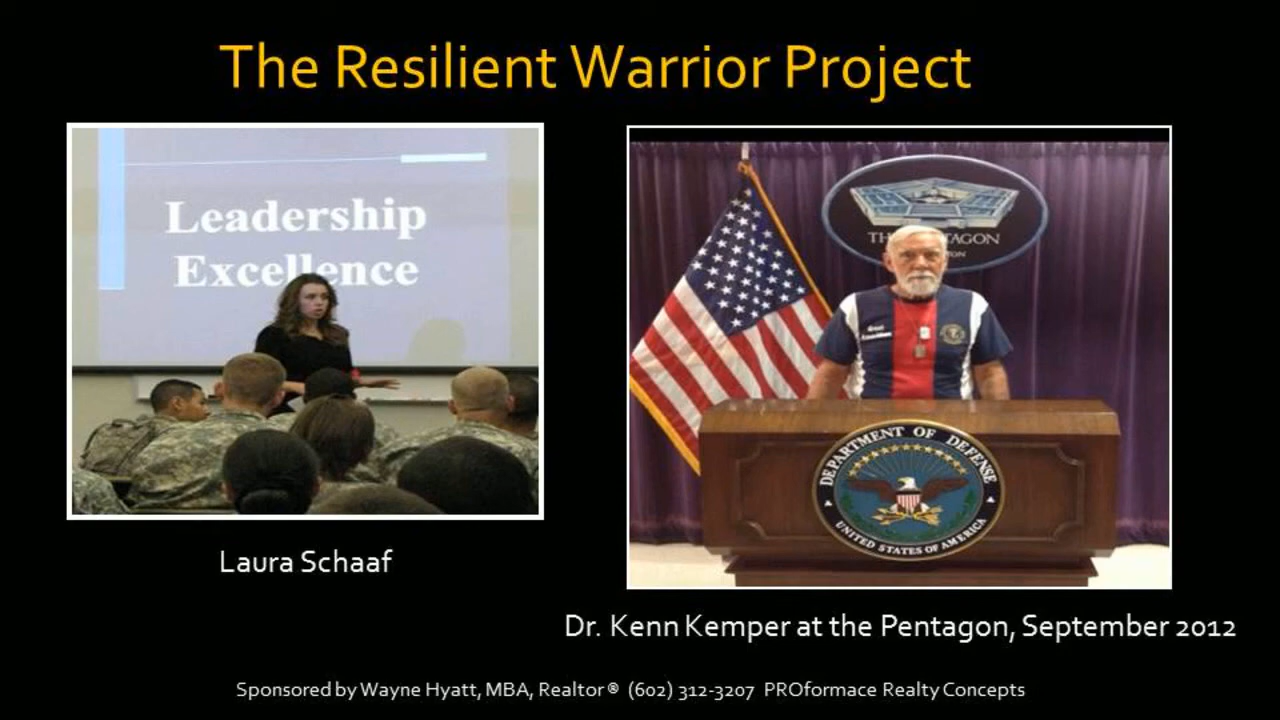 The Resilient Warrior Project
Leadership
Excellence
THE PENTAGON
DEPARTMENT OF DEFENSE
UNITED STATES OF AMERICA
Laura Schaaf
Dr. Kenn Kemper at the Pentagon, September 2012
Sponsored by Wayne Hyatt, MBA, Realtor® (602) 312-3207 PROformace Realty Concepts